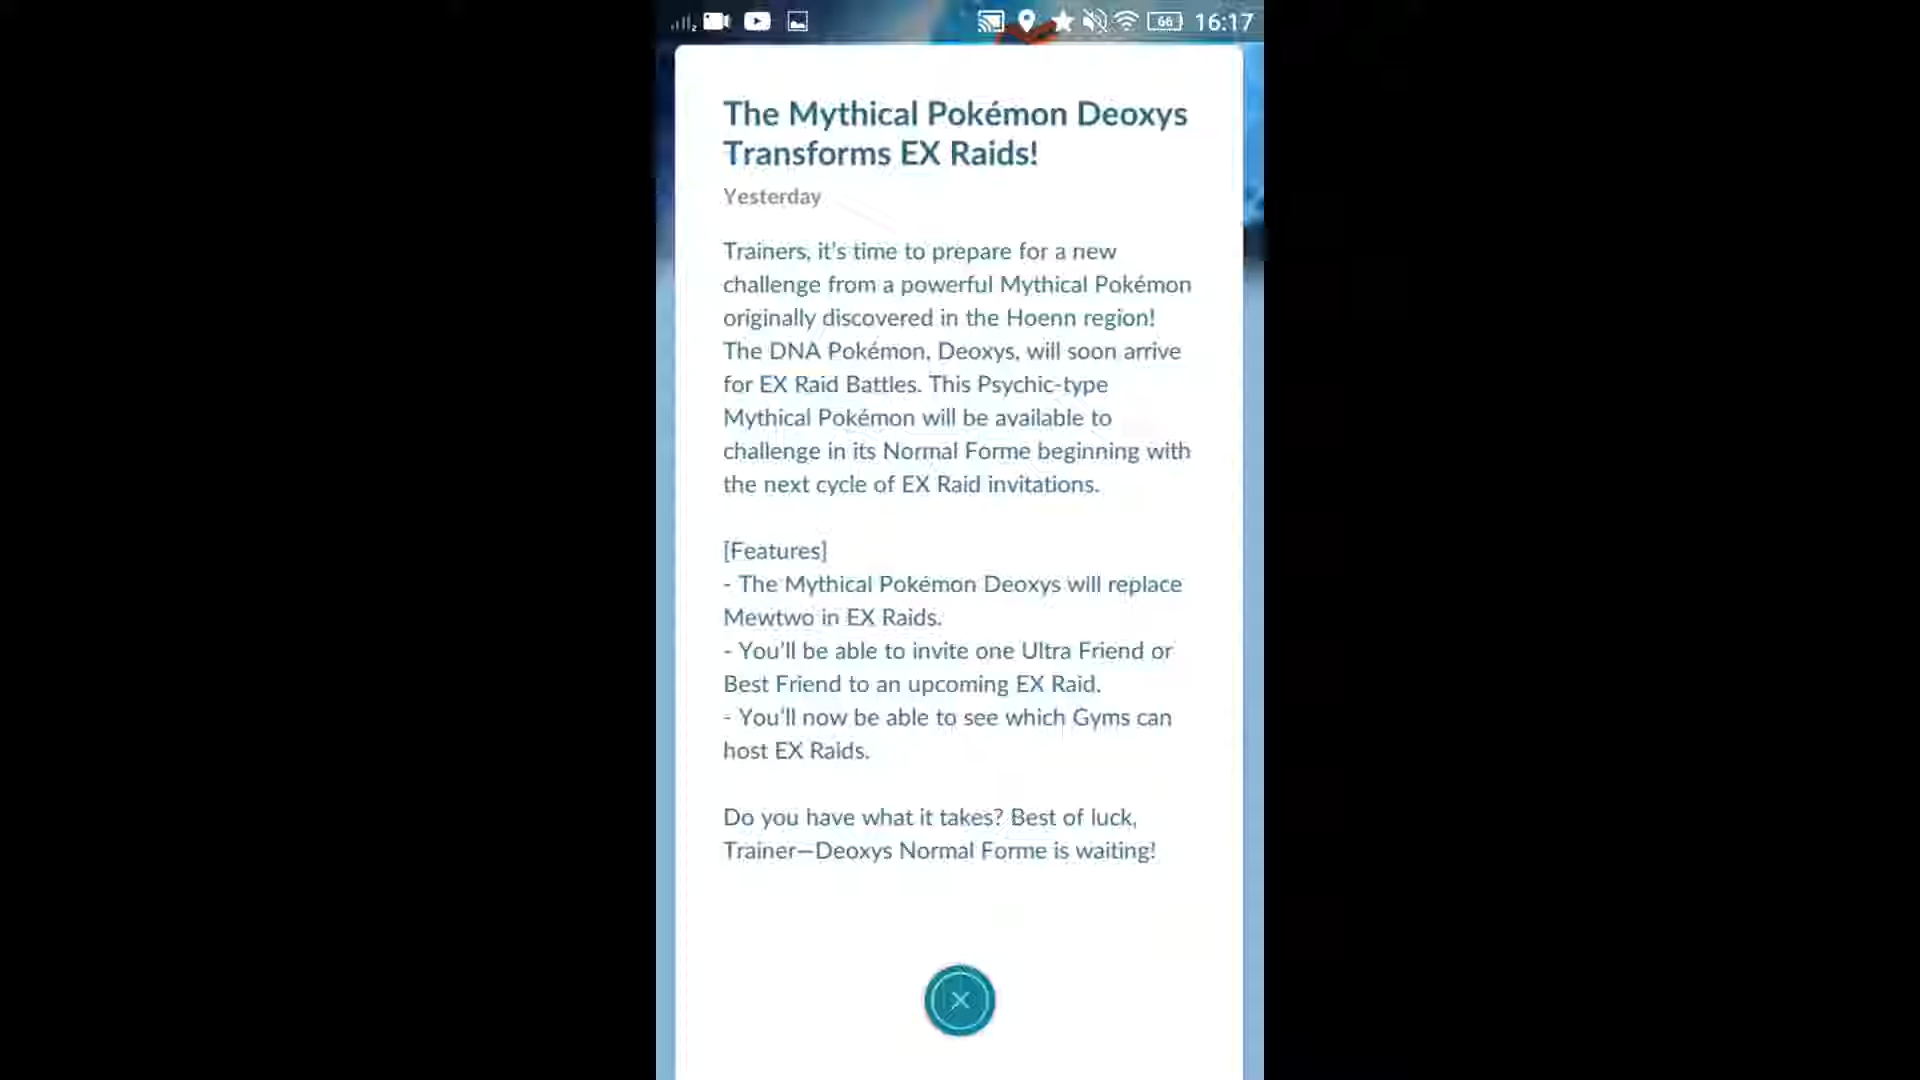 66 16:17
The Mythical Pokémon Deoxys
Transforms EX Raids!
Yesterday
Trainers, it's time to prepare for a new
challenge from a powerful Mythical Pokémon
originally discovered in the Hoenn region!
The DNA Pokémon, Deoxys, will soon arrive
for EX Raid Battles. This Psychic-type
Mythical Pokémon will be available to
challenge in its Normal Forme beginning with
the next cycle of EX Raid invitations.
[Features]
- The Mythical Pokémon Deoxys will replace
Mewtwo in EX Raids.
- You'll be able to invite one Ultra Friend or
Best Friend to an upcoming EX Raid.
- You'll now be able to see which Gyms can
host EX Raids.
Do you have what it takes? Best of luck,
Trainer—Deoxys Normal Forme is waiting!